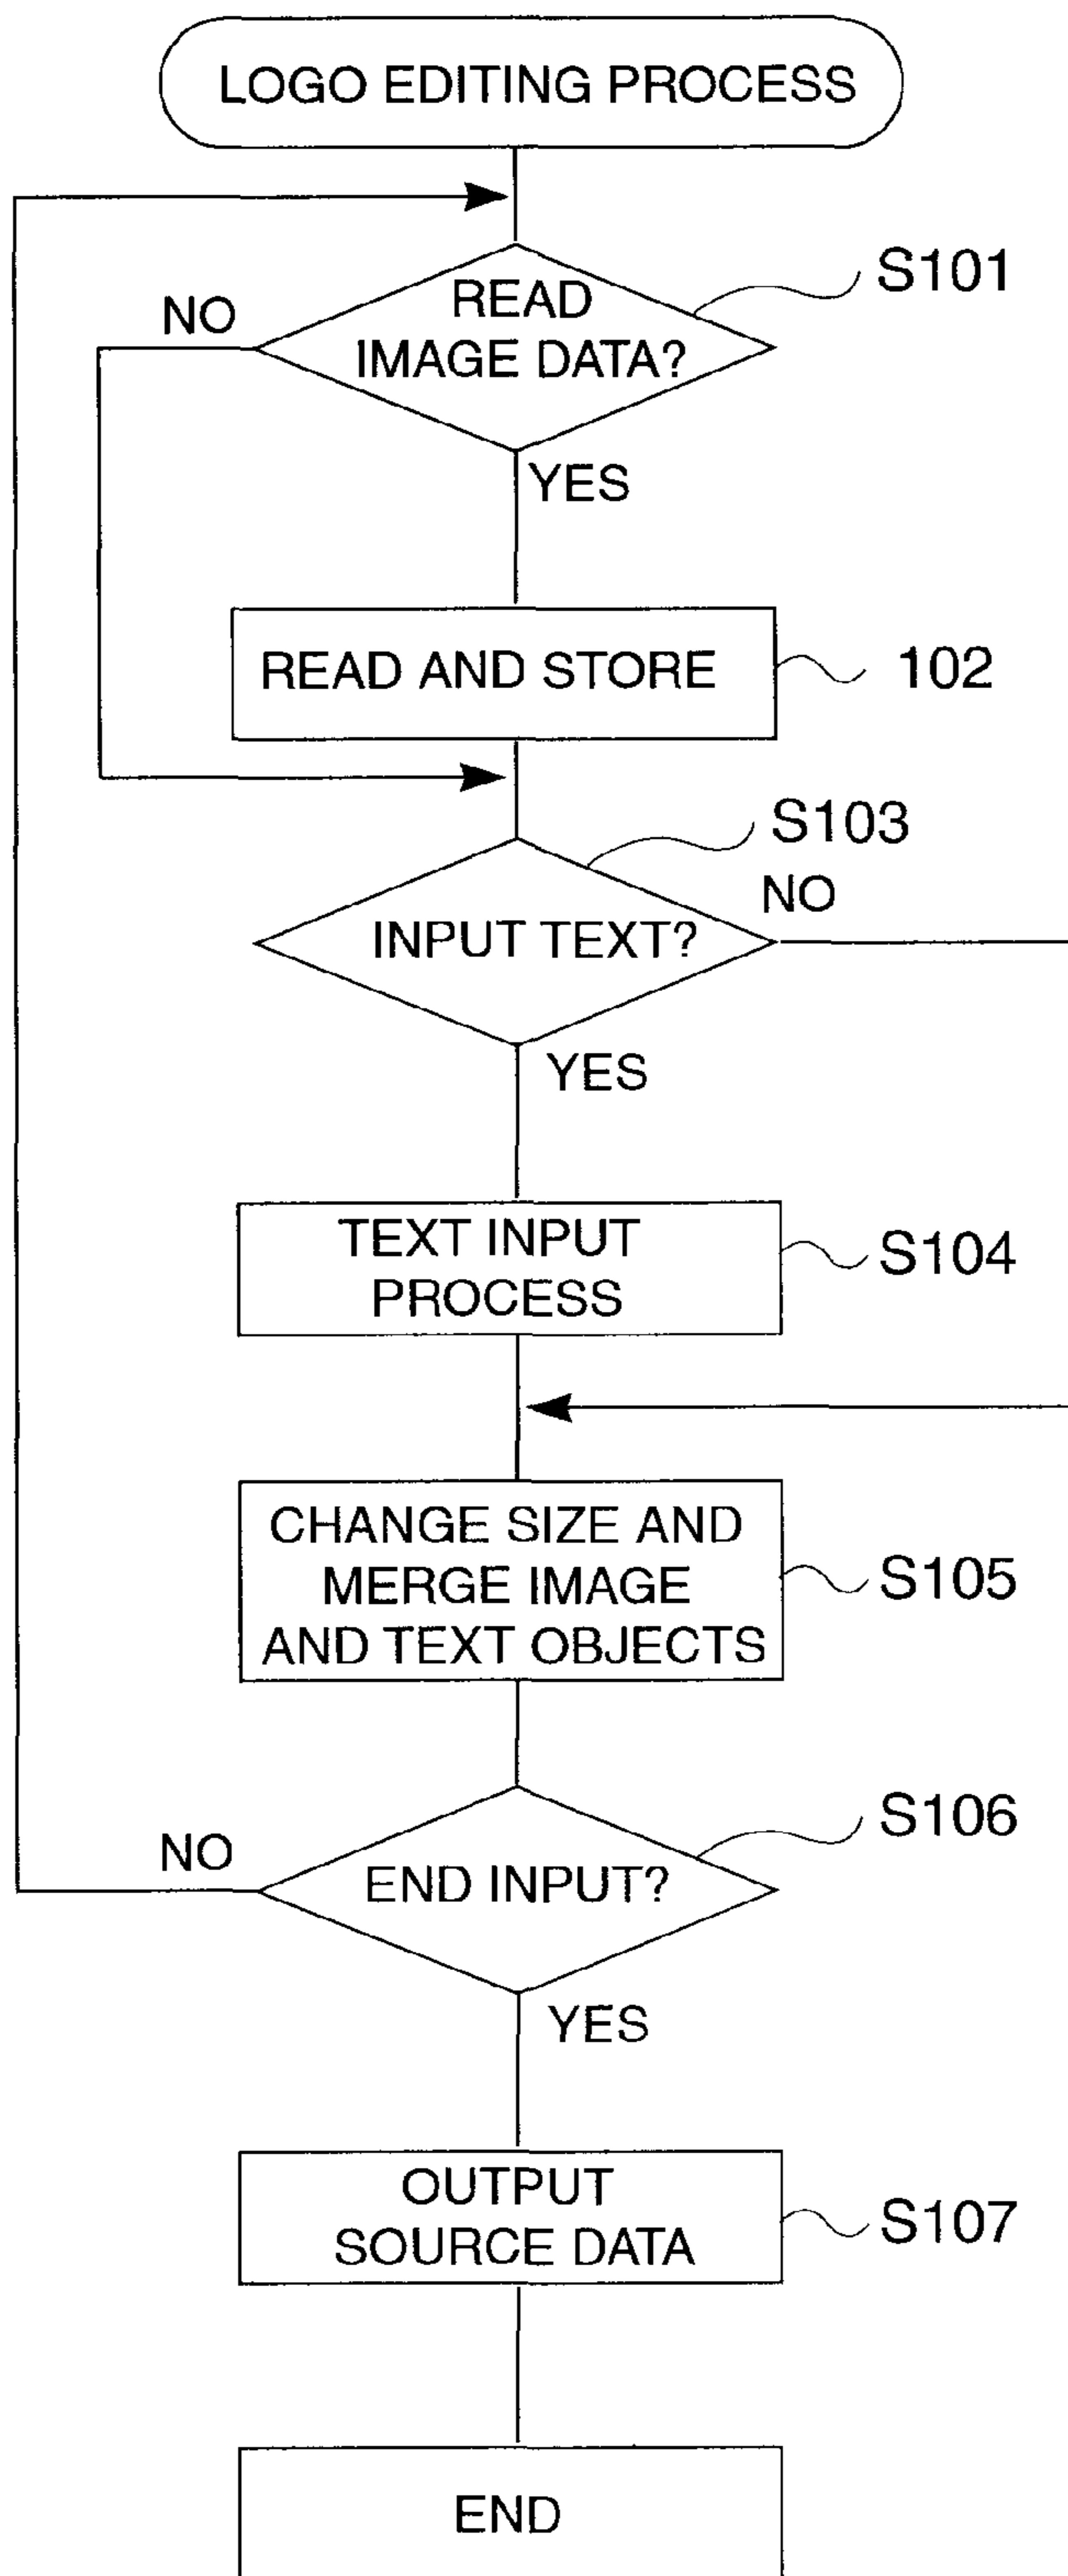 LOGO EDITING PROCESS
S101
NO
READ
IMAGE DATA?
YES
READ AND STORE
102
S103
NO
INPUT TEXT?
YES
TEXT INPUT
PROCESS
S104
CHANGE SIZE AND
MERGE IMAGE
AND TEXT OBJECTS
S105
S106
NO
END INPUT?
YES
OUTPUT
SOURCE DATA
S107
END